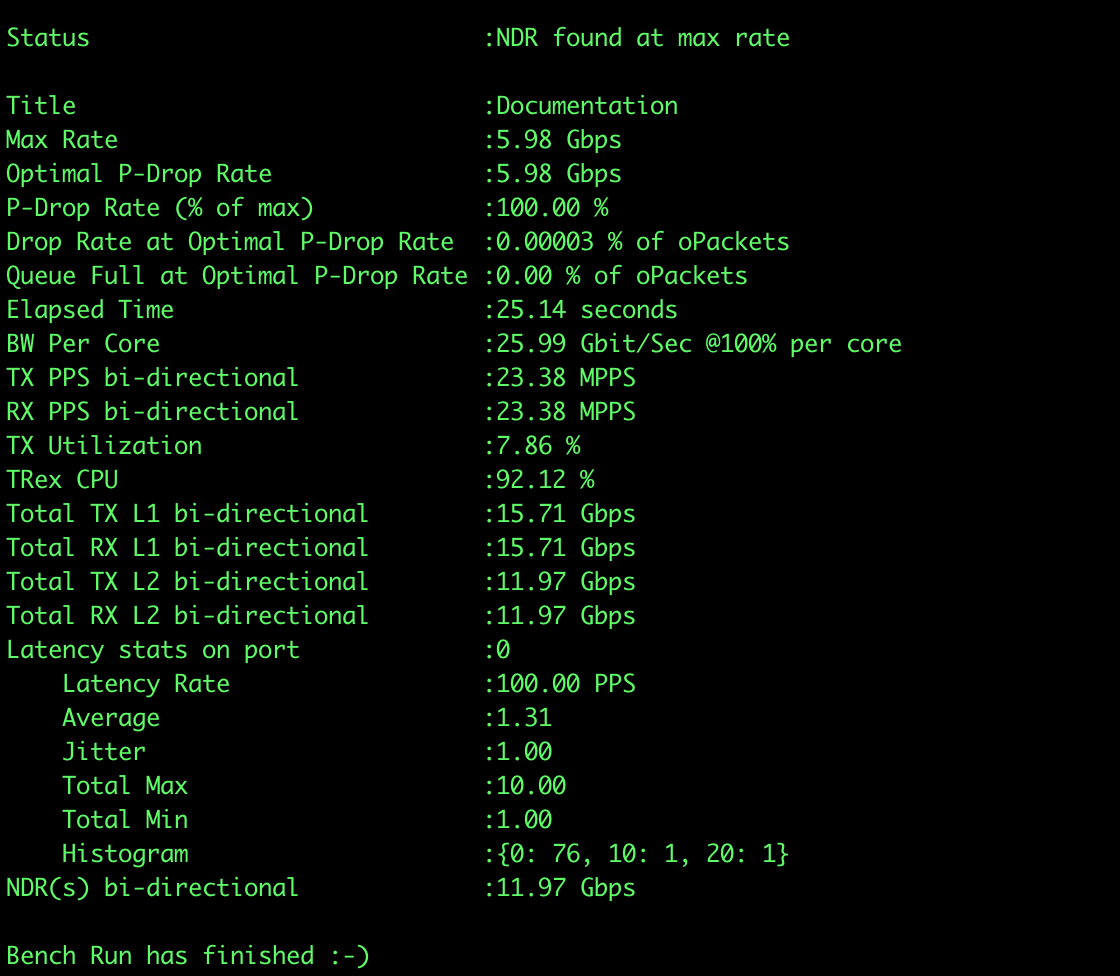 Status :NDR found at max rate
Title :Documentation
Max Rate :5.98 Gbps
Optimal P-Drop Rate :5.98 Gbps
P-Drop Rate (% of max) :100.00 %
Drop Rate at Optimal P-Drop Rate :0.00003 % of oPackets
Queue Full at Optimal P-Drop Rate :0.00 % of oPackets
Elapsed Time :25.14 seconds
BW Per Core :25.99 Gbit/Sec @100% per core
TX PPS bi-directional :23.38 MPPS
RX PPS bi-directional :23.38 MPPS
TX Utilization :7.86 %
TRex CPU :92.12 %
Total TX L1 bi-directional :15.71 Gbps
Total RX L1 bi-directional :15.71 Gbps
Total TX L2 bi-directional :11.97 Gbps
Total RX L2 bi-directional :11.97 Gbps
Latency stats on port :0
Latency Rate :100.00 PPS
Average :1.31
Jitter :1.00
Total Max :10.00
Total Min :1.00
Histogram :{0: 76, 10: 1, 20: 1}
NDR(s) bi-directional :11.97 Gbps
Bench Run has finished :-)